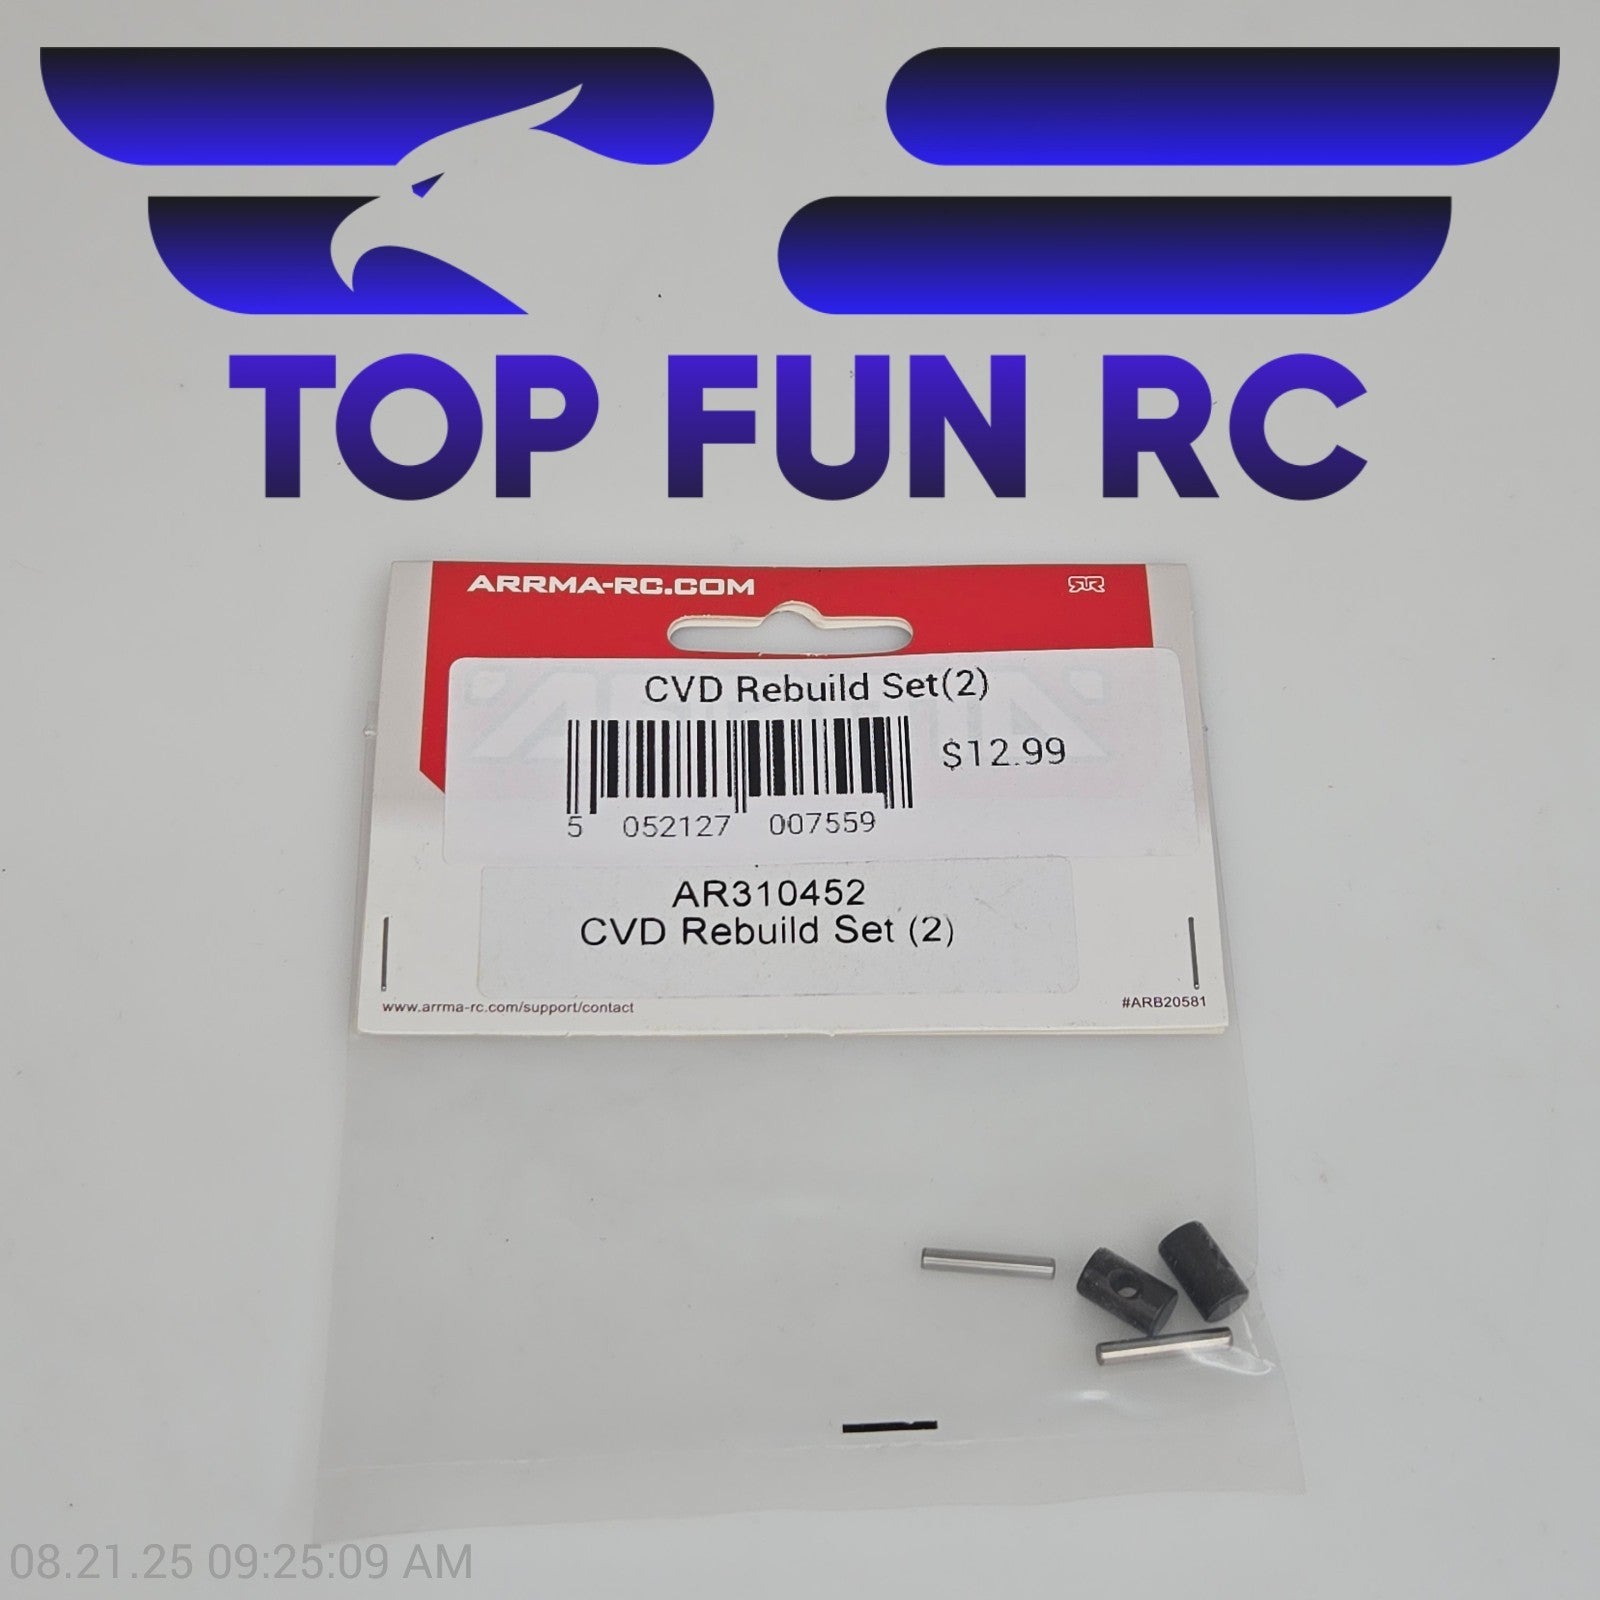 TOP FUN RC
ARRMA-RC.COM
CVD Rebuild Set(2)
$12.99
5 052127 007559
AR310452
CVD Rebuild Set (2)
www.arrma-rc.com/support/contact
#ARB20581
08.21.25 09:25:09 AM